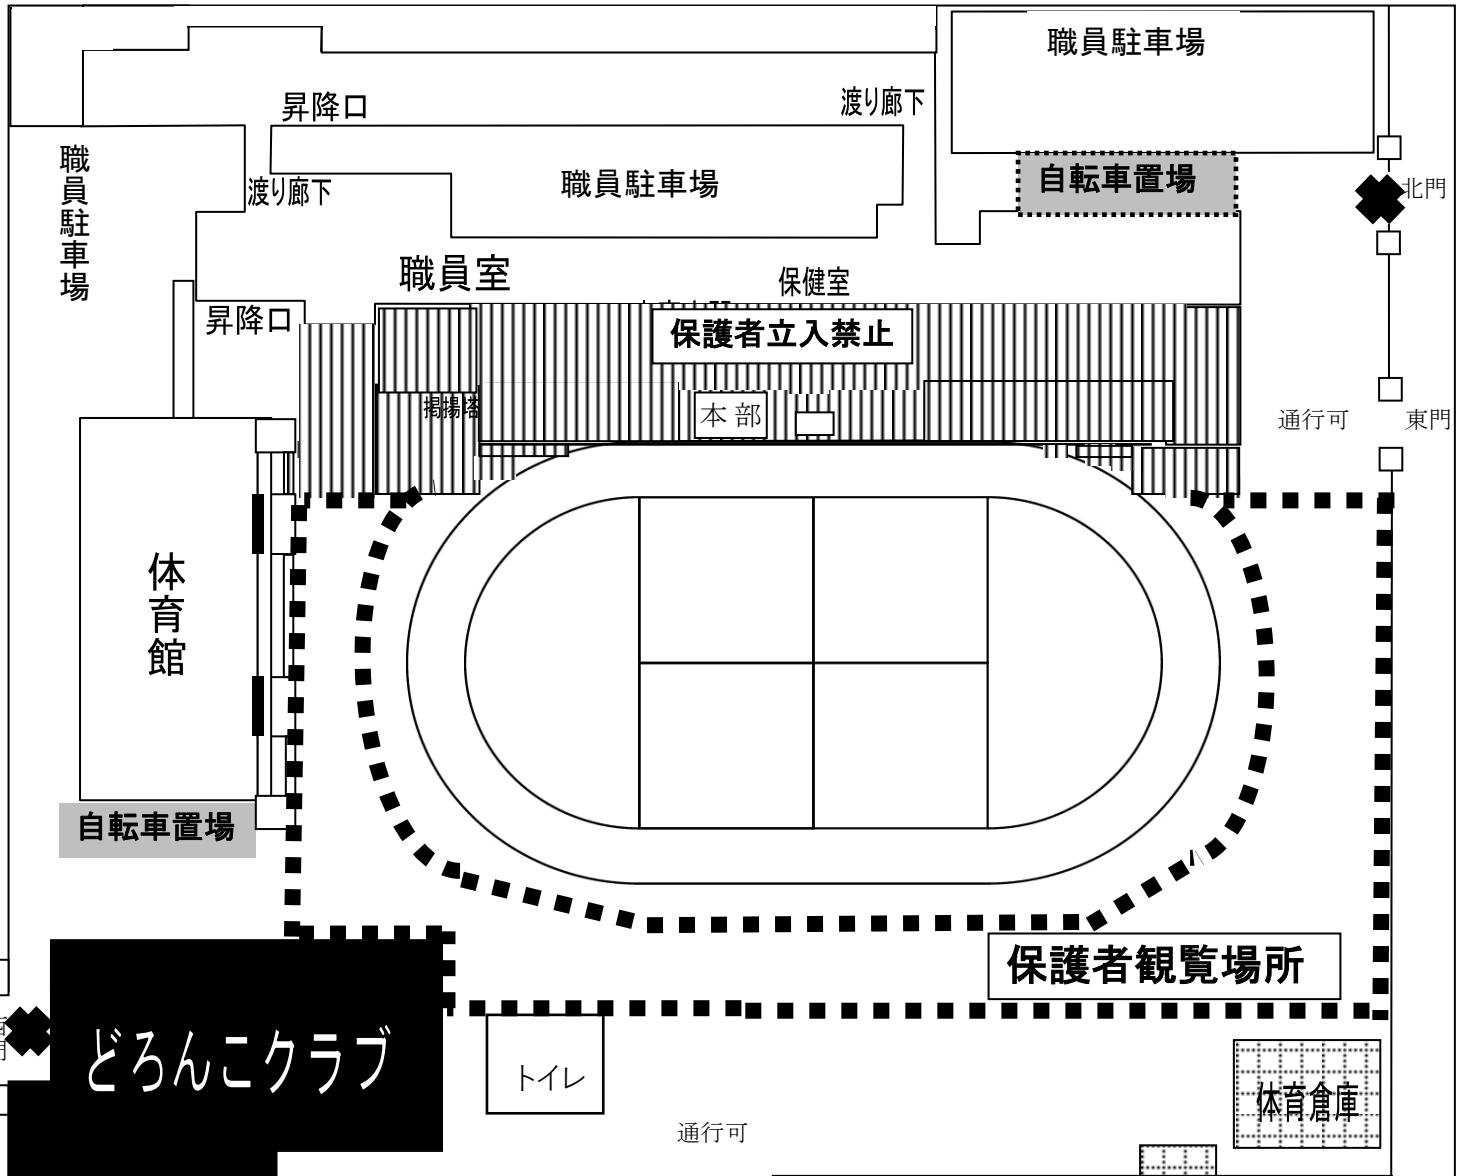 職員駐車場
昇降口
渡り廊下
職員駐車場
渡り廊下
職員駐車場
自転車置場
北門
職員室
保健室
昇降口
保護者立入禁止
掲揚塔
本部
通行可
東門
体育館
自転車置場
保護者観覧場所
どろんこクラブ
トイレ
体育倉庫
通行可